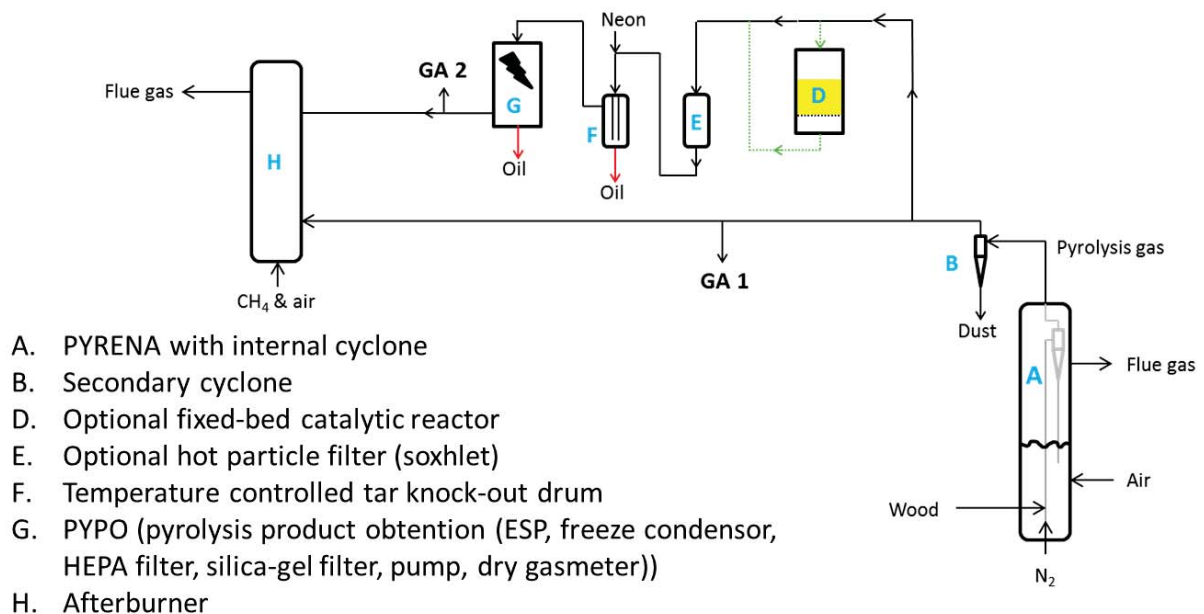 Neon
GA 2
Flue gas
G
D
F
E
H
Oil
Oil
Pyrolysis gas
B
GA 1
CH₄ & air
Dust
A
Flue gas
Air
Wood
N₂
A. PYRENA with internal cyclone
B. Secondary cyclone
D. Optional fixed-bed catalytic reactor
E. Optional hot particle filter (soxhlet)
F. Temperature controlled tar knock-out drum
G. PYPO (pyrolysis product obtention (ESP, freeze condensor,
HEPA filter, silica-gel filter, pump, dry gasmeter))
H. Afterburner